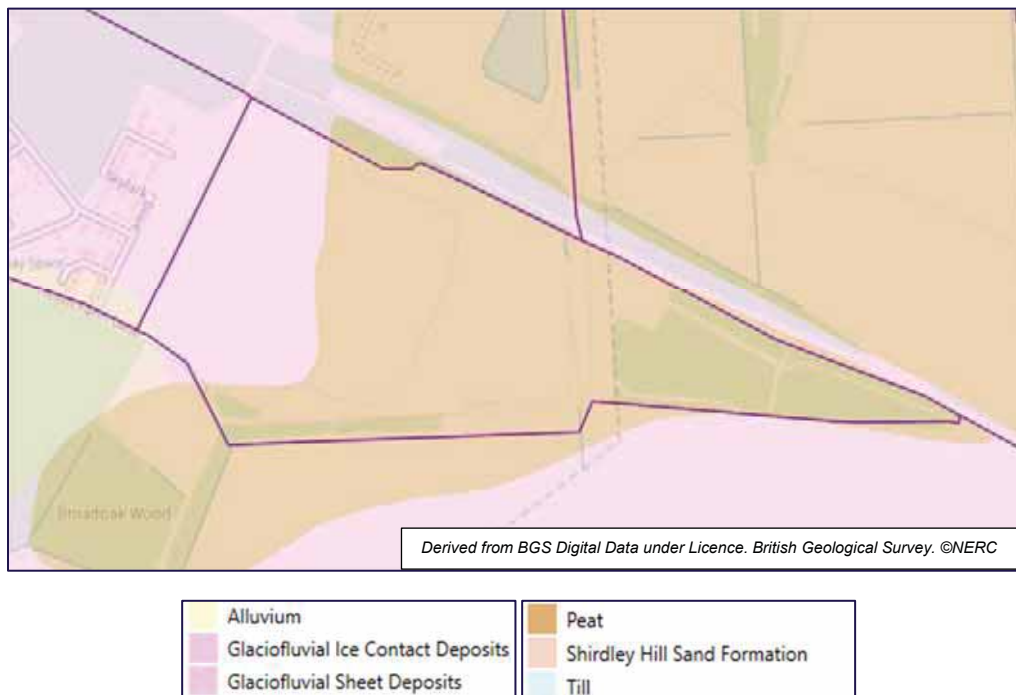 Skylark
Broadoak Wood
Derived from BGS Digital Data under Licence. British Geological Survey. ©NERC
Alluvium
Glaciofluvial Ice Contact Deposits
Glaciofluvial Sheet Deposits
Peat
Shirdley Hill Sand Formation
Till